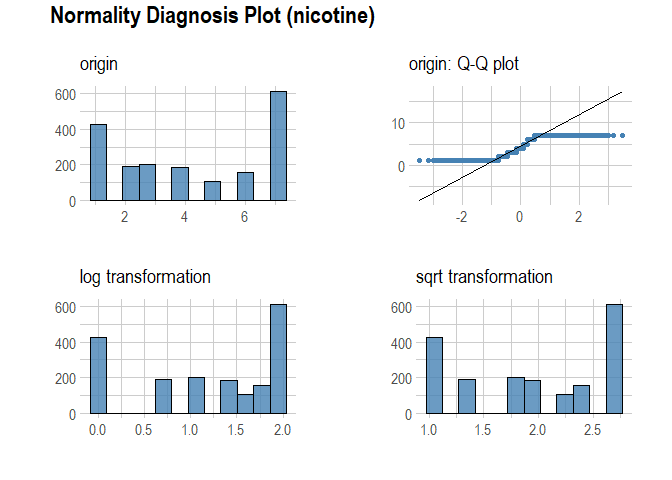 Normality Diagnosis Plot (nicotine)
origin
600
400
200
0
2 4 6
origin: Q-Q plot
10
0
-2 0 2
log transformation
600
400
200
0
0.0 0.5 1.0 1.5 2.0
sqrt transformation
600
400
200
0
1.0 1.5 2.0 2.5